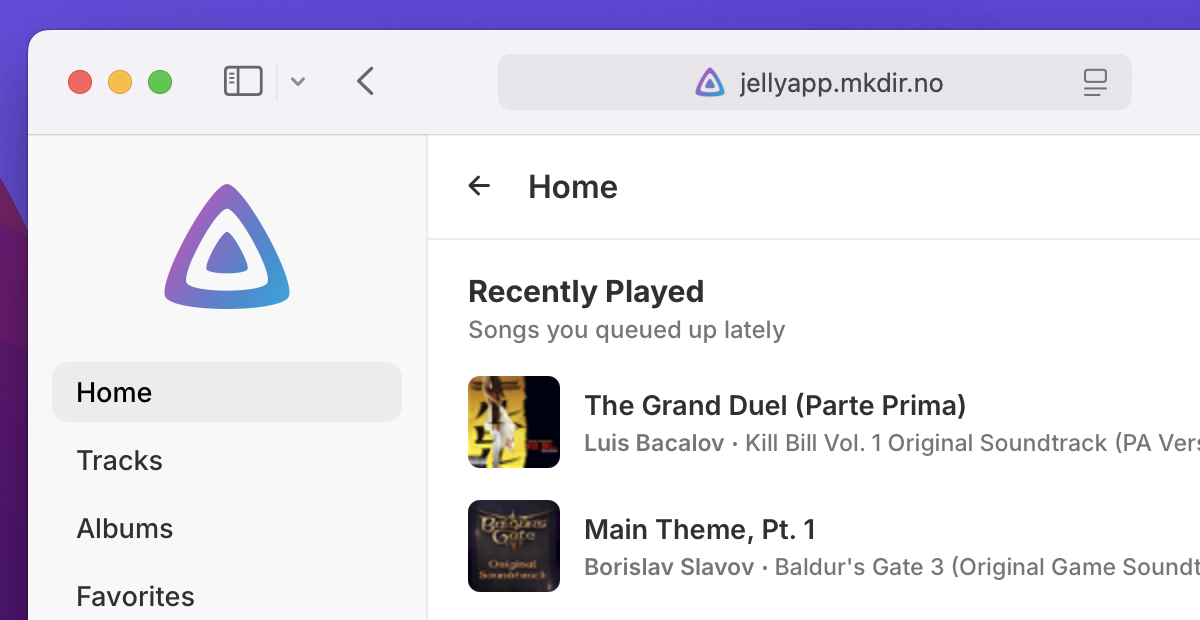 jellyapp.mkdir.no
Home
Recently Played
Songs you queued up lately
Home
Tracks
Albums
Favorites
The Grand Duel (Parte Prima)
Luis Bacalov · Kill Bill Vol. 1 Original Soundtrack (PA Vers
Baldur's
Gate
Original
Soundtrack
Main Theme, Pt. 1
Borislav Slavov · Baldur's Gate 3 (Original Game Soundt